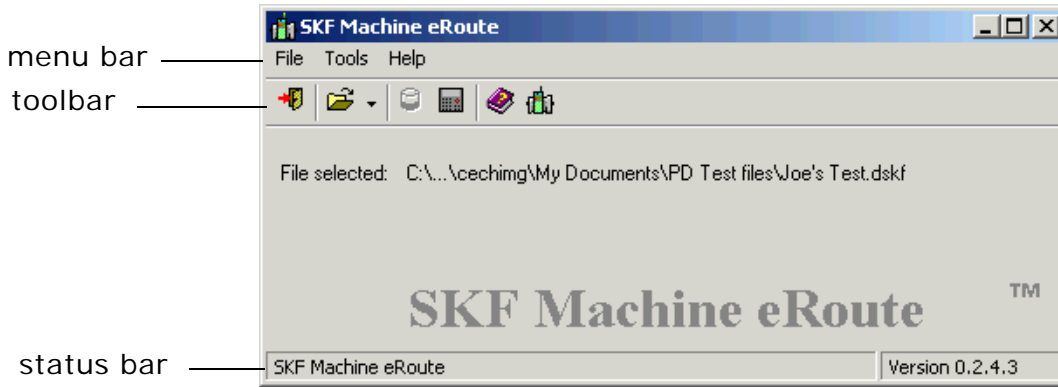 SKF Machine eRoute
menu bar
File Tools Help
toolbar
File selected: C:\...\cechimg\My Documents\PD Test files\Joe's Test.dskf
SKF Machine eRoute ™
status bar
SKF Machine eRoute Version 0.2.4.3